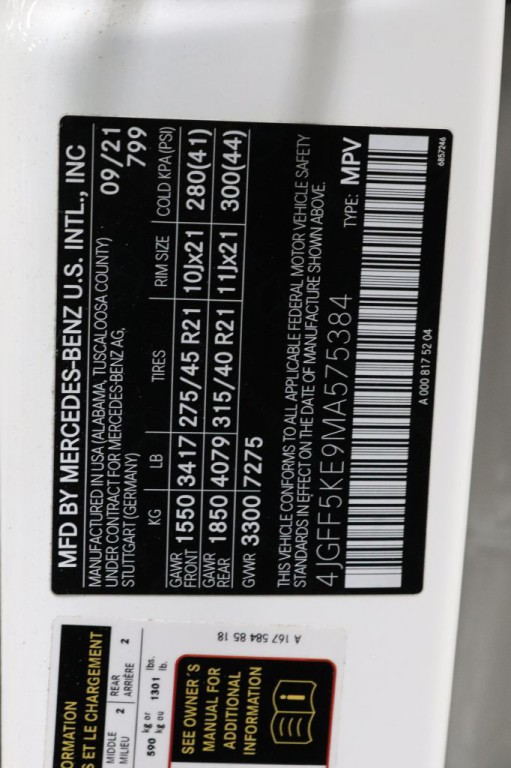 MFD BY MERCEDES-BENZ U.S. INTL., INC
MANUFACTURED IN USA (ALABAMA, TUSCALOOSA COUNTY) 09/21
UNDER CONTRACT FOR MERCEDES-BENZ AG, 799
STUTTGART (GERMANY)
KG LB TIRES RIM SIZE COLD KPA (PSI)
GAWR FRONT 1550 3417 275/45 R21 10Jx21 280(41)
GAWR REAR 1850 4079 315/40 R21 11Jx21 300(44)
GVWR 3300 7275
THIS VEHICLE CONFORMS TO ALL APPLICABLE FEDERAL MOTOR VEHICLE SAFETY
STANDARDS IN EFFECT ON THE DATE OF MANUFACTURE SHOWN ABOVE.
4JGFF5KE9MA575384 TYPE: MPV
A 000 817 52 04 6857246
ORMATION
S ET LE CHARGEMENT
MIDDLE 2 REAR 2
MILIEU ARRIÈRE
590 kg or 1301 lbs.
kg ou lb.
SEE OWNER'S
MANUAL FOR
ADDITIONAL
INFORMATION
i
A 167 584 85 18